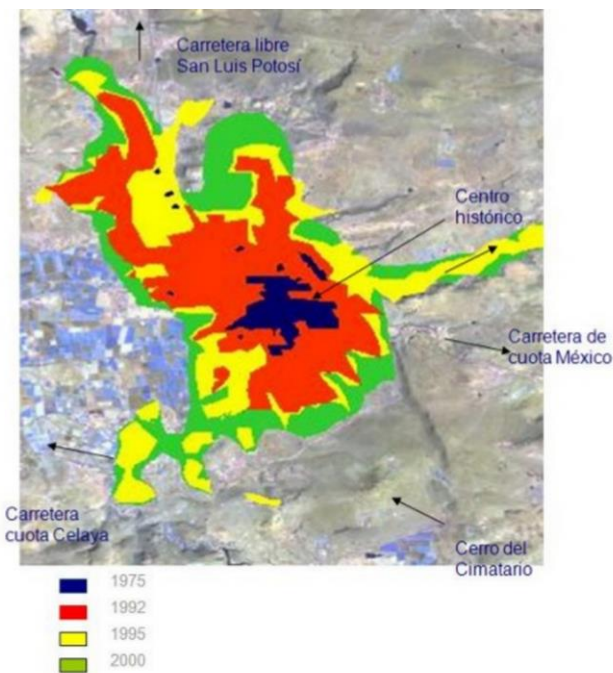 Carretera libre
San Luis Potosí
Centro
histórico
Carretera de
cuota México
Carretera
cuota Celaya
Cerro del
Cimatario
1975
1992
1995
2000